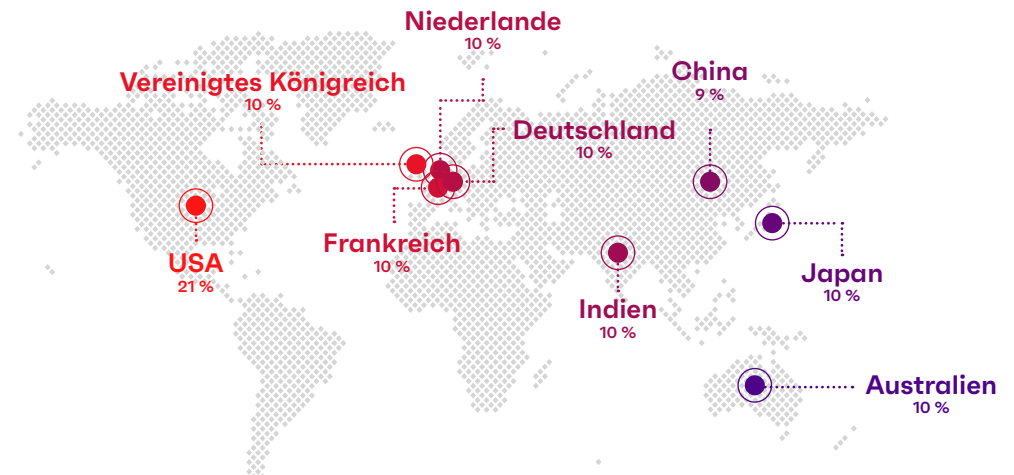 Niederlande
10 %
China
9 %
Vereinigtes Königreich
10 %
Deutschland
10 %
Frankreich
10 %
USA
21 %
Japan
10 %
Indien
10 %
Australien
10 %